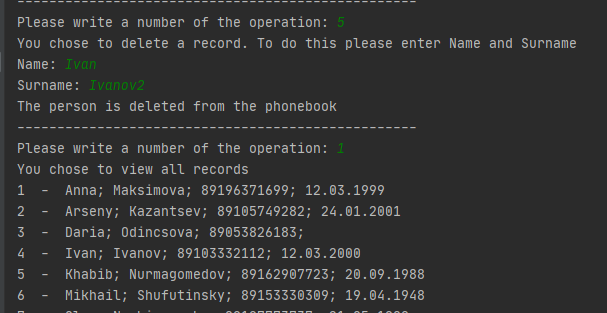 --------------------------------------------------
Please write a number of the operation: 5
You chose to delete a record. To do this please enter Name and Surname
Name: Ivan
Surname: Ivanov2
The person is deleted from the phonebook
--------------------------------------------------
Please write a number of the operation: 1
You chose to view all records
1  -  Anna; Maksimova; 89196371699; 12.03.1999
2  -  Arseny; Kazantsev; 89105749282; 24.01.2001
3  -  Daria; Odincsova; 89053826183;
4  -  Ivan; Ivanov; 89103332112; 12.03.2000
5  -  Khabib; Nurmagomedov; 89162907723; 20.09.1988
6  -  Mikhail; Shufutinsky; 89153330309; 19.04.1948